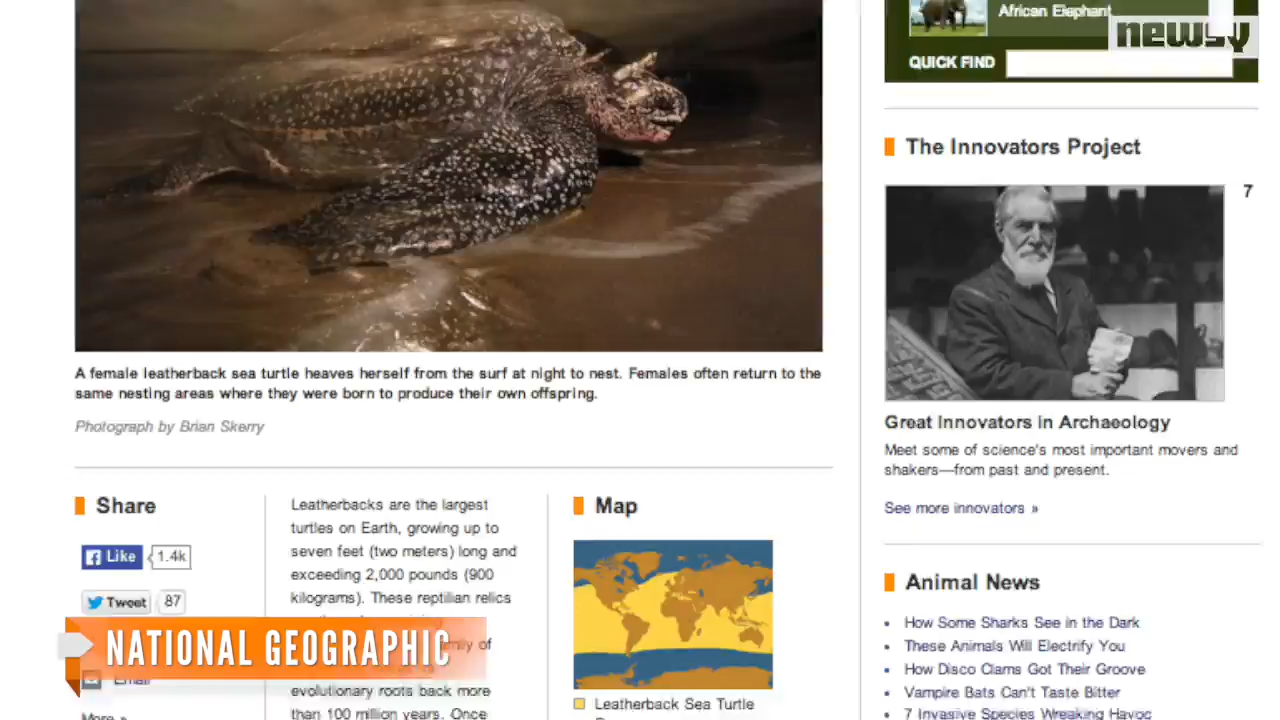 African Elephant
newsy
QUICK FIND
The Innovators Project
7
A female leatherback sea turtle heaves herself from the surf at night to nest. Females often return to the
same nesting areas where they were born to produce their own offspring.
Photograph by Brian Skerry
Great Innovators in Archaeology
Meet some of science's most important movers and
shakers—from past and present.
See more innovators »
Share
Like
1.4k
Tweet
87
NATIONAL GEOGRAPHIC
Email
More »
Leatherbacks are the largest
turtles on Earth, growing up to
seven feet (two meters) long and
exceeding 2,000 pounds (900
kilograms). These reptilian relics
of
evolutionary roots back more
than 100 million years. Once
Map
Leatherback Sea Turtle
Animal News
• How Some Sharks See in the Dark
• These Animals Will Electrify You
• How Disco Clams Got Their Groove
• Vampire Bats Can't Taste Bitter
• 7 Invasive Species Wreaking Havoc